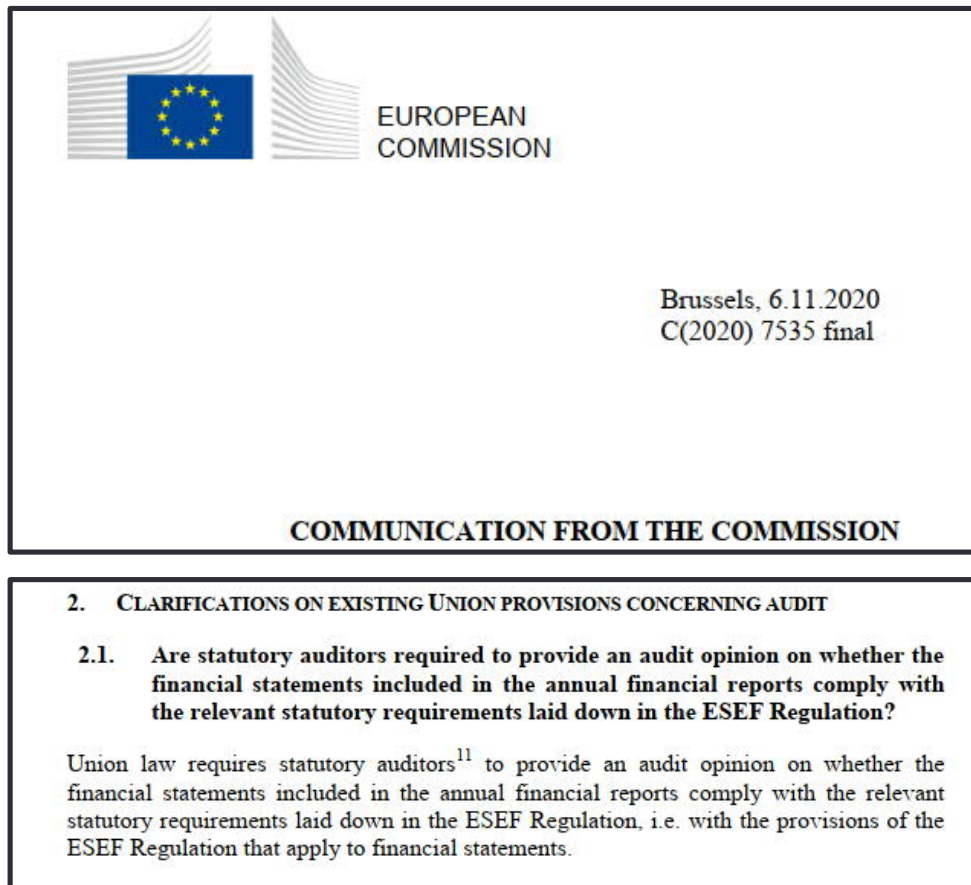 EUROPEAN
COMMISSION
Brussels, 6.11.2020
C(2020) 7535 final
COMMUNICATION FROM THE COMMISSION
2. CLARIFICATIONS ON EXISTING UNION PROVISIONS CONCERNING AUDIT
2.1. Are statutory auditors required to provide an audit opinion on whether the
financial statements included in the annual financial reports comply with
the relevant statutory requirements laid down in the ESEF Regulation?
Union law requires statutory auditors11 to provide an audit opinion on whether the
financial statements included in the annual financial reports comply with the relevant
statutory requirements laid down in the ESEF Regulation, i.e. with the provisions of the
ESEF Regulation that apply to financial statements.